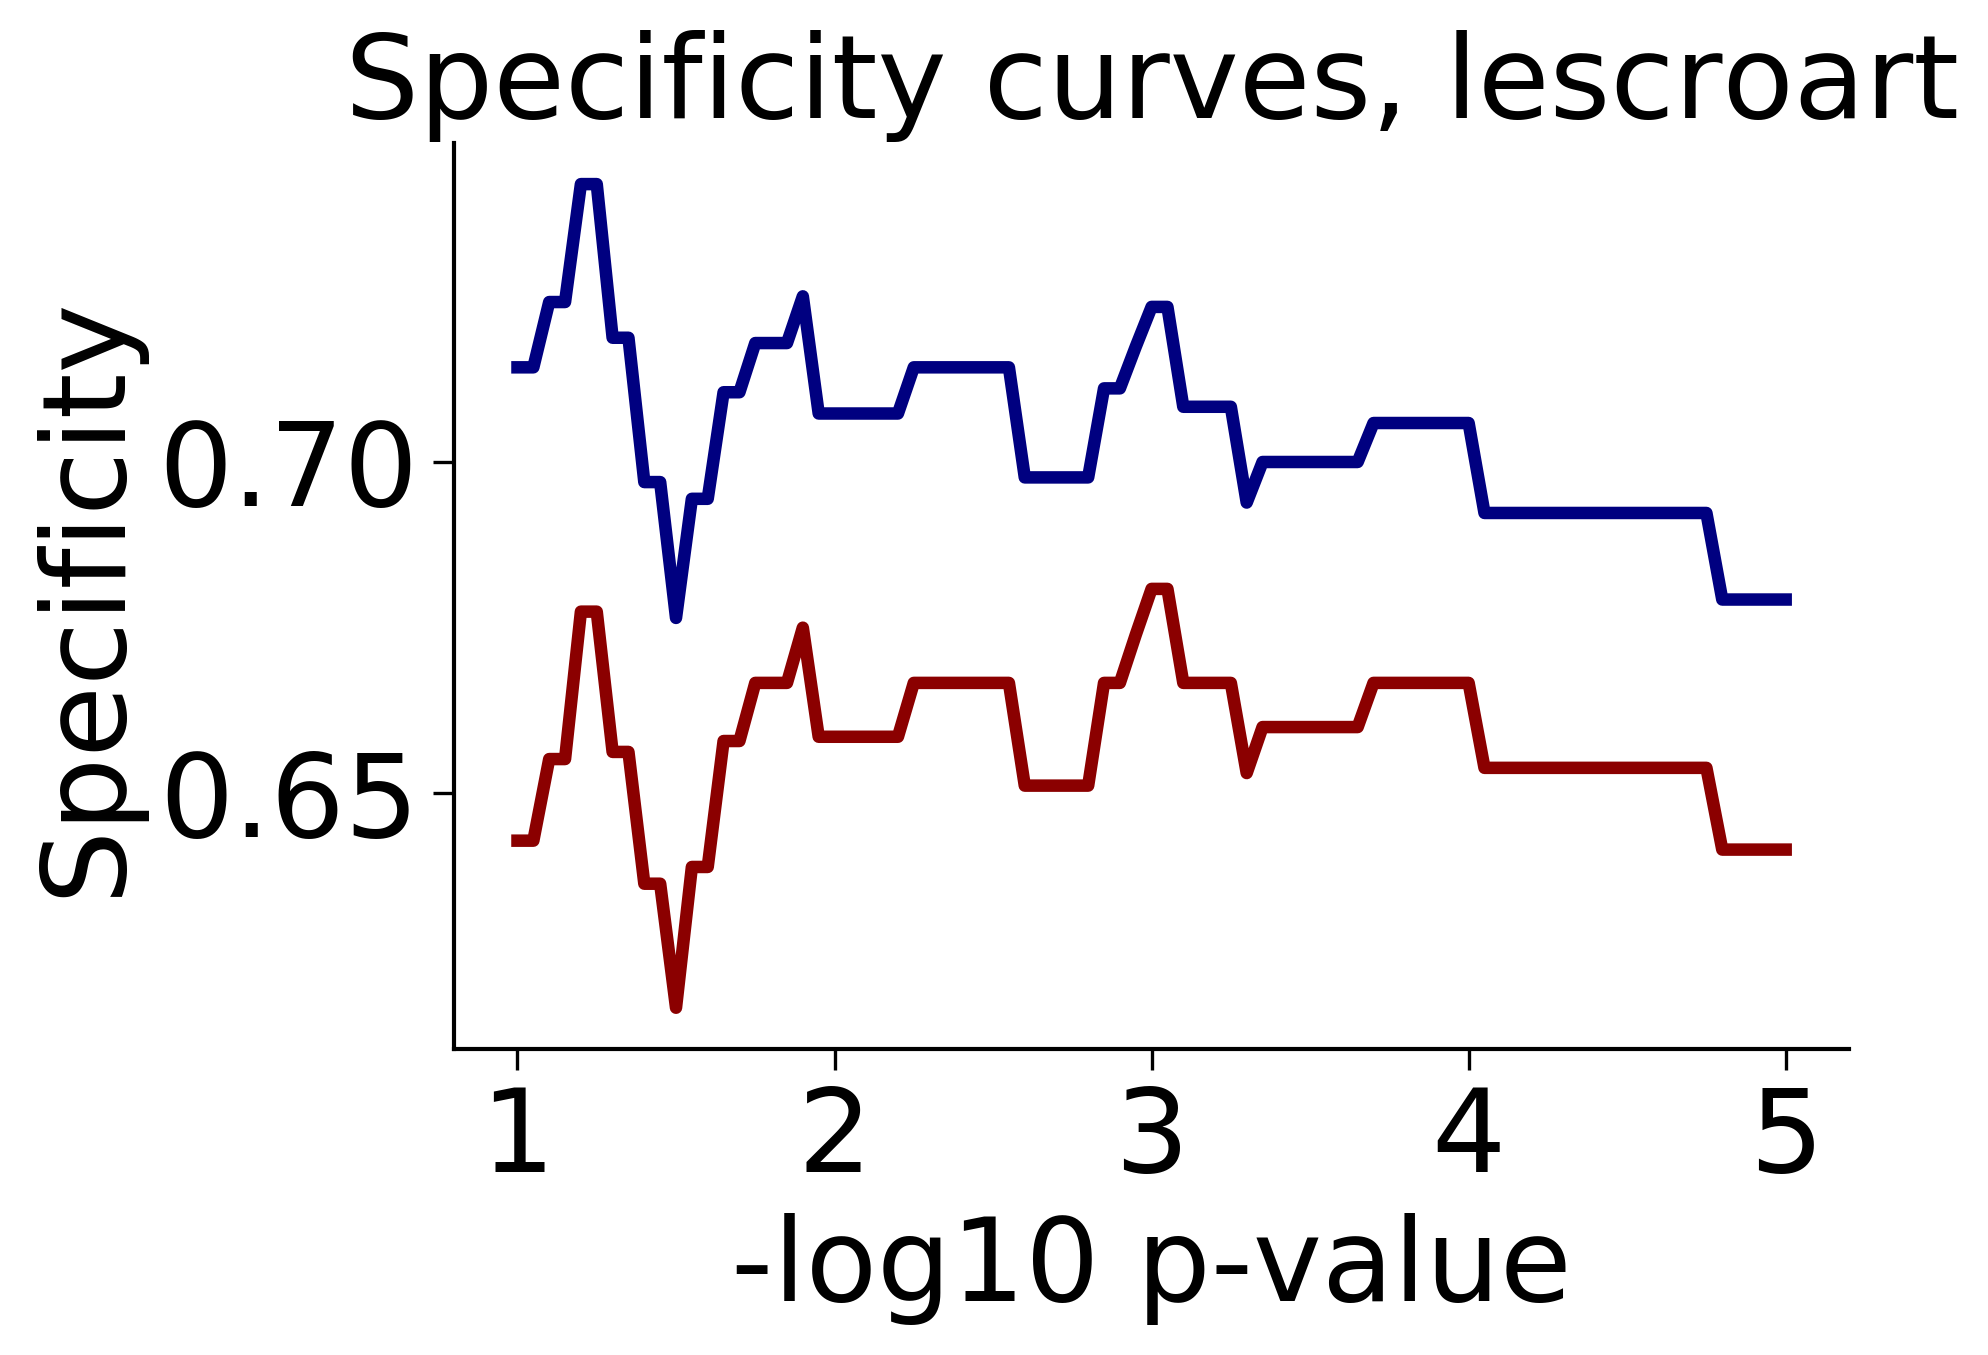 Specificity curves, lescroart
Specificity
0.70
0.65
1 2 3 4 5
-log10 p-value